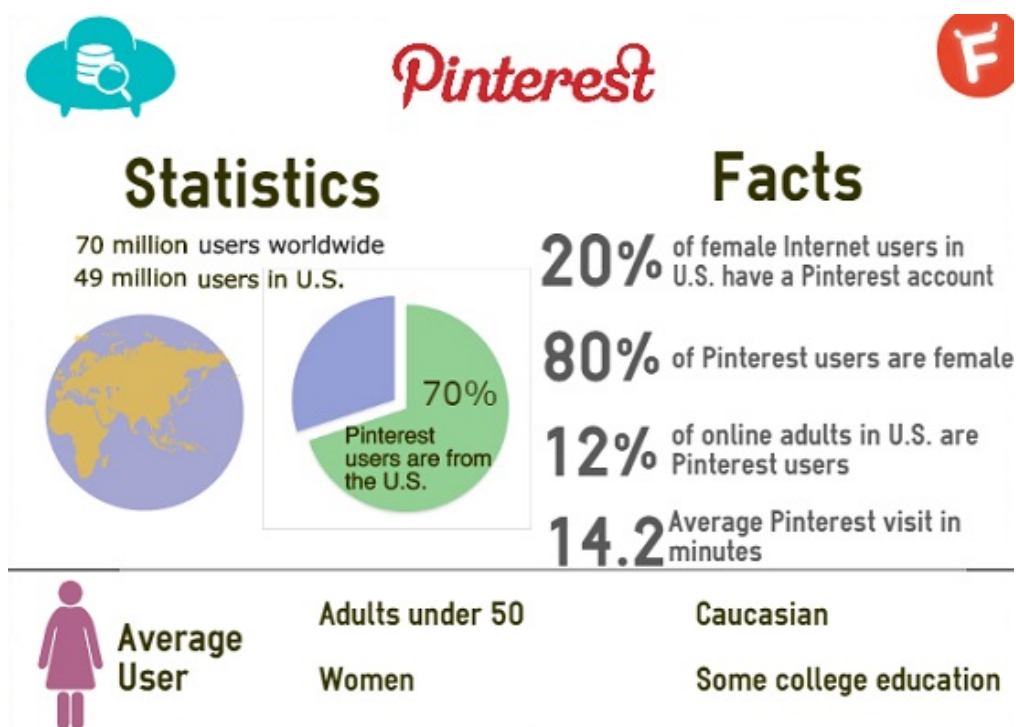 Pinterest
F
Statistics
70 million users worldwide
49 million users in U.S.
70%
Pinterest
users are from
the U.S.
Facts
20% of female Internet users in
U.S. have a Pinterest account
80% of Pinterest users are female
12% of online adults in U.S. are
Pinterest users
14.2 Average Pinterest visit in
minutes
Average
User
Adults under 50
Women
Caucasian
Some college education